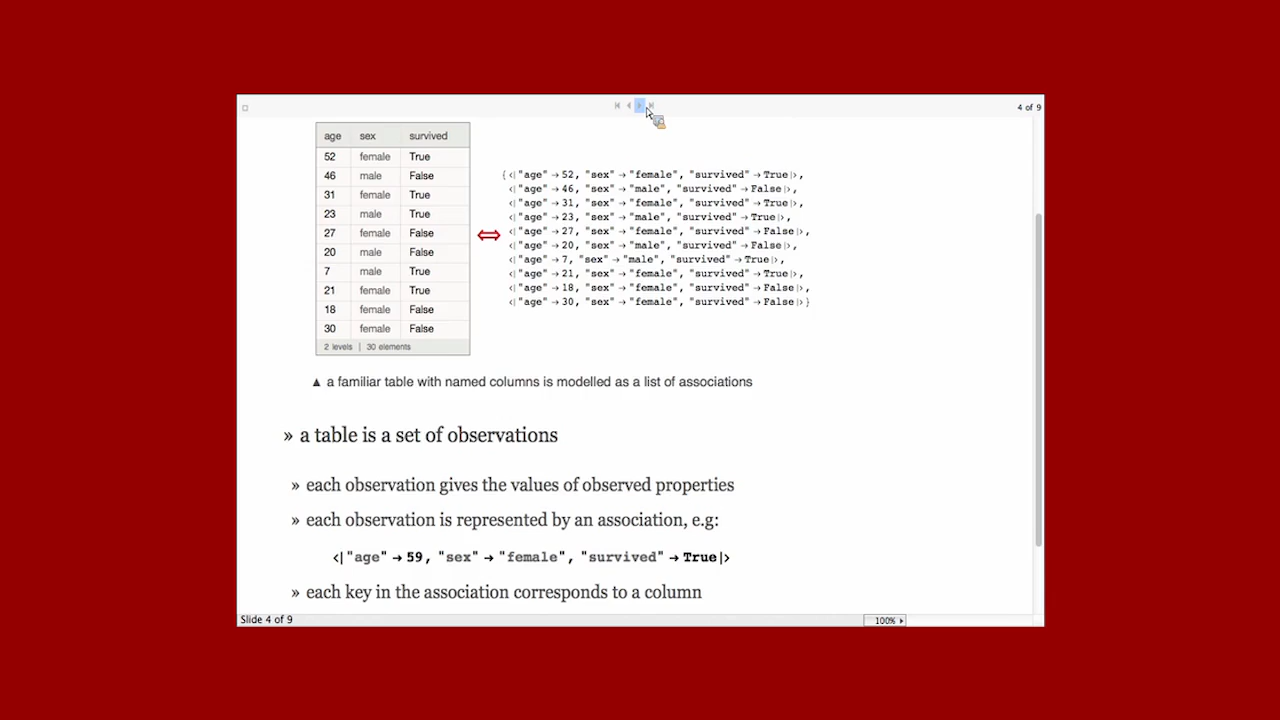 4 of 9
age sex survived
52 female True
46 male False
31 female True
23 male True
27 female False
20 male False
7 male True
21 female True
18 female False
30 female False
2 levels | 30 elements
{<|"age" → 52, "sex" → "female", "survived" → True|>,
<|"age" → 46, "sex" → "male", "survived" → False|>,
<|"age" → 31, "sex" → "female", "survived" → True|>,
<|"age" → 23, "sex" → "male", "survived" → True|>,
<|"age" → 27, "sex" → "female", "survived" → False|>,
<|"age" → 20, "sex" → "male", "survived" → False|>,
<|"age" → 7, "sex" → "male", "survived" → True|>,
<|"age" → 21, "sex" → "female", "survived" → True|>,
<|"age" → 18, "sex" → "female", "survived" → False|>,
<|"age" → 30, "sex" → "female", "survived" → False|>}
▲ a familiar table with named columns is modelled as a list of associations
» a table is a set of observations
» each observation gives the values of observed properties
» each observation is represented by an association, e.g:
<|"age" → 59, "sex" → "female", "survived" → True|>
» each key in the association corresponds to a column
Slide 4 of 9
100%